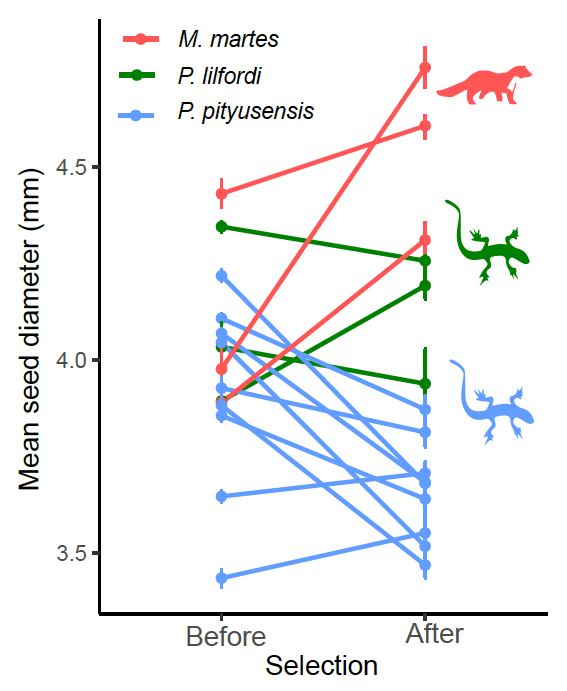 M. martes
P. lilfordi
P. pityusensis
Mean seed diameter (mm)
4.5
4.0
3.5
Before
After
Selection